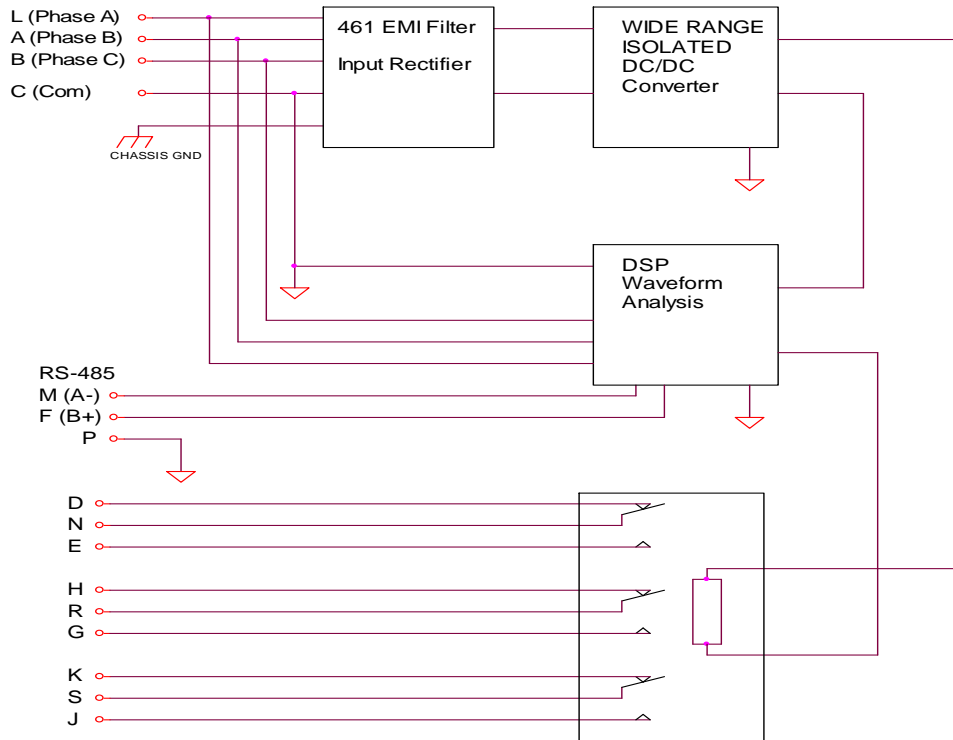 L (Phase A)
A (Phase B)
B (Phase C)
C (Com)
CHASSIS GND
461 EMI Filter
Input Rectifier
WIDE RANGE
ISOLATED
DC/DC
Converter
DSP
Waveform
Analysis
RS-485
M (A-)
F (B+)
P
D
N
E
H
R
G
K
S
J